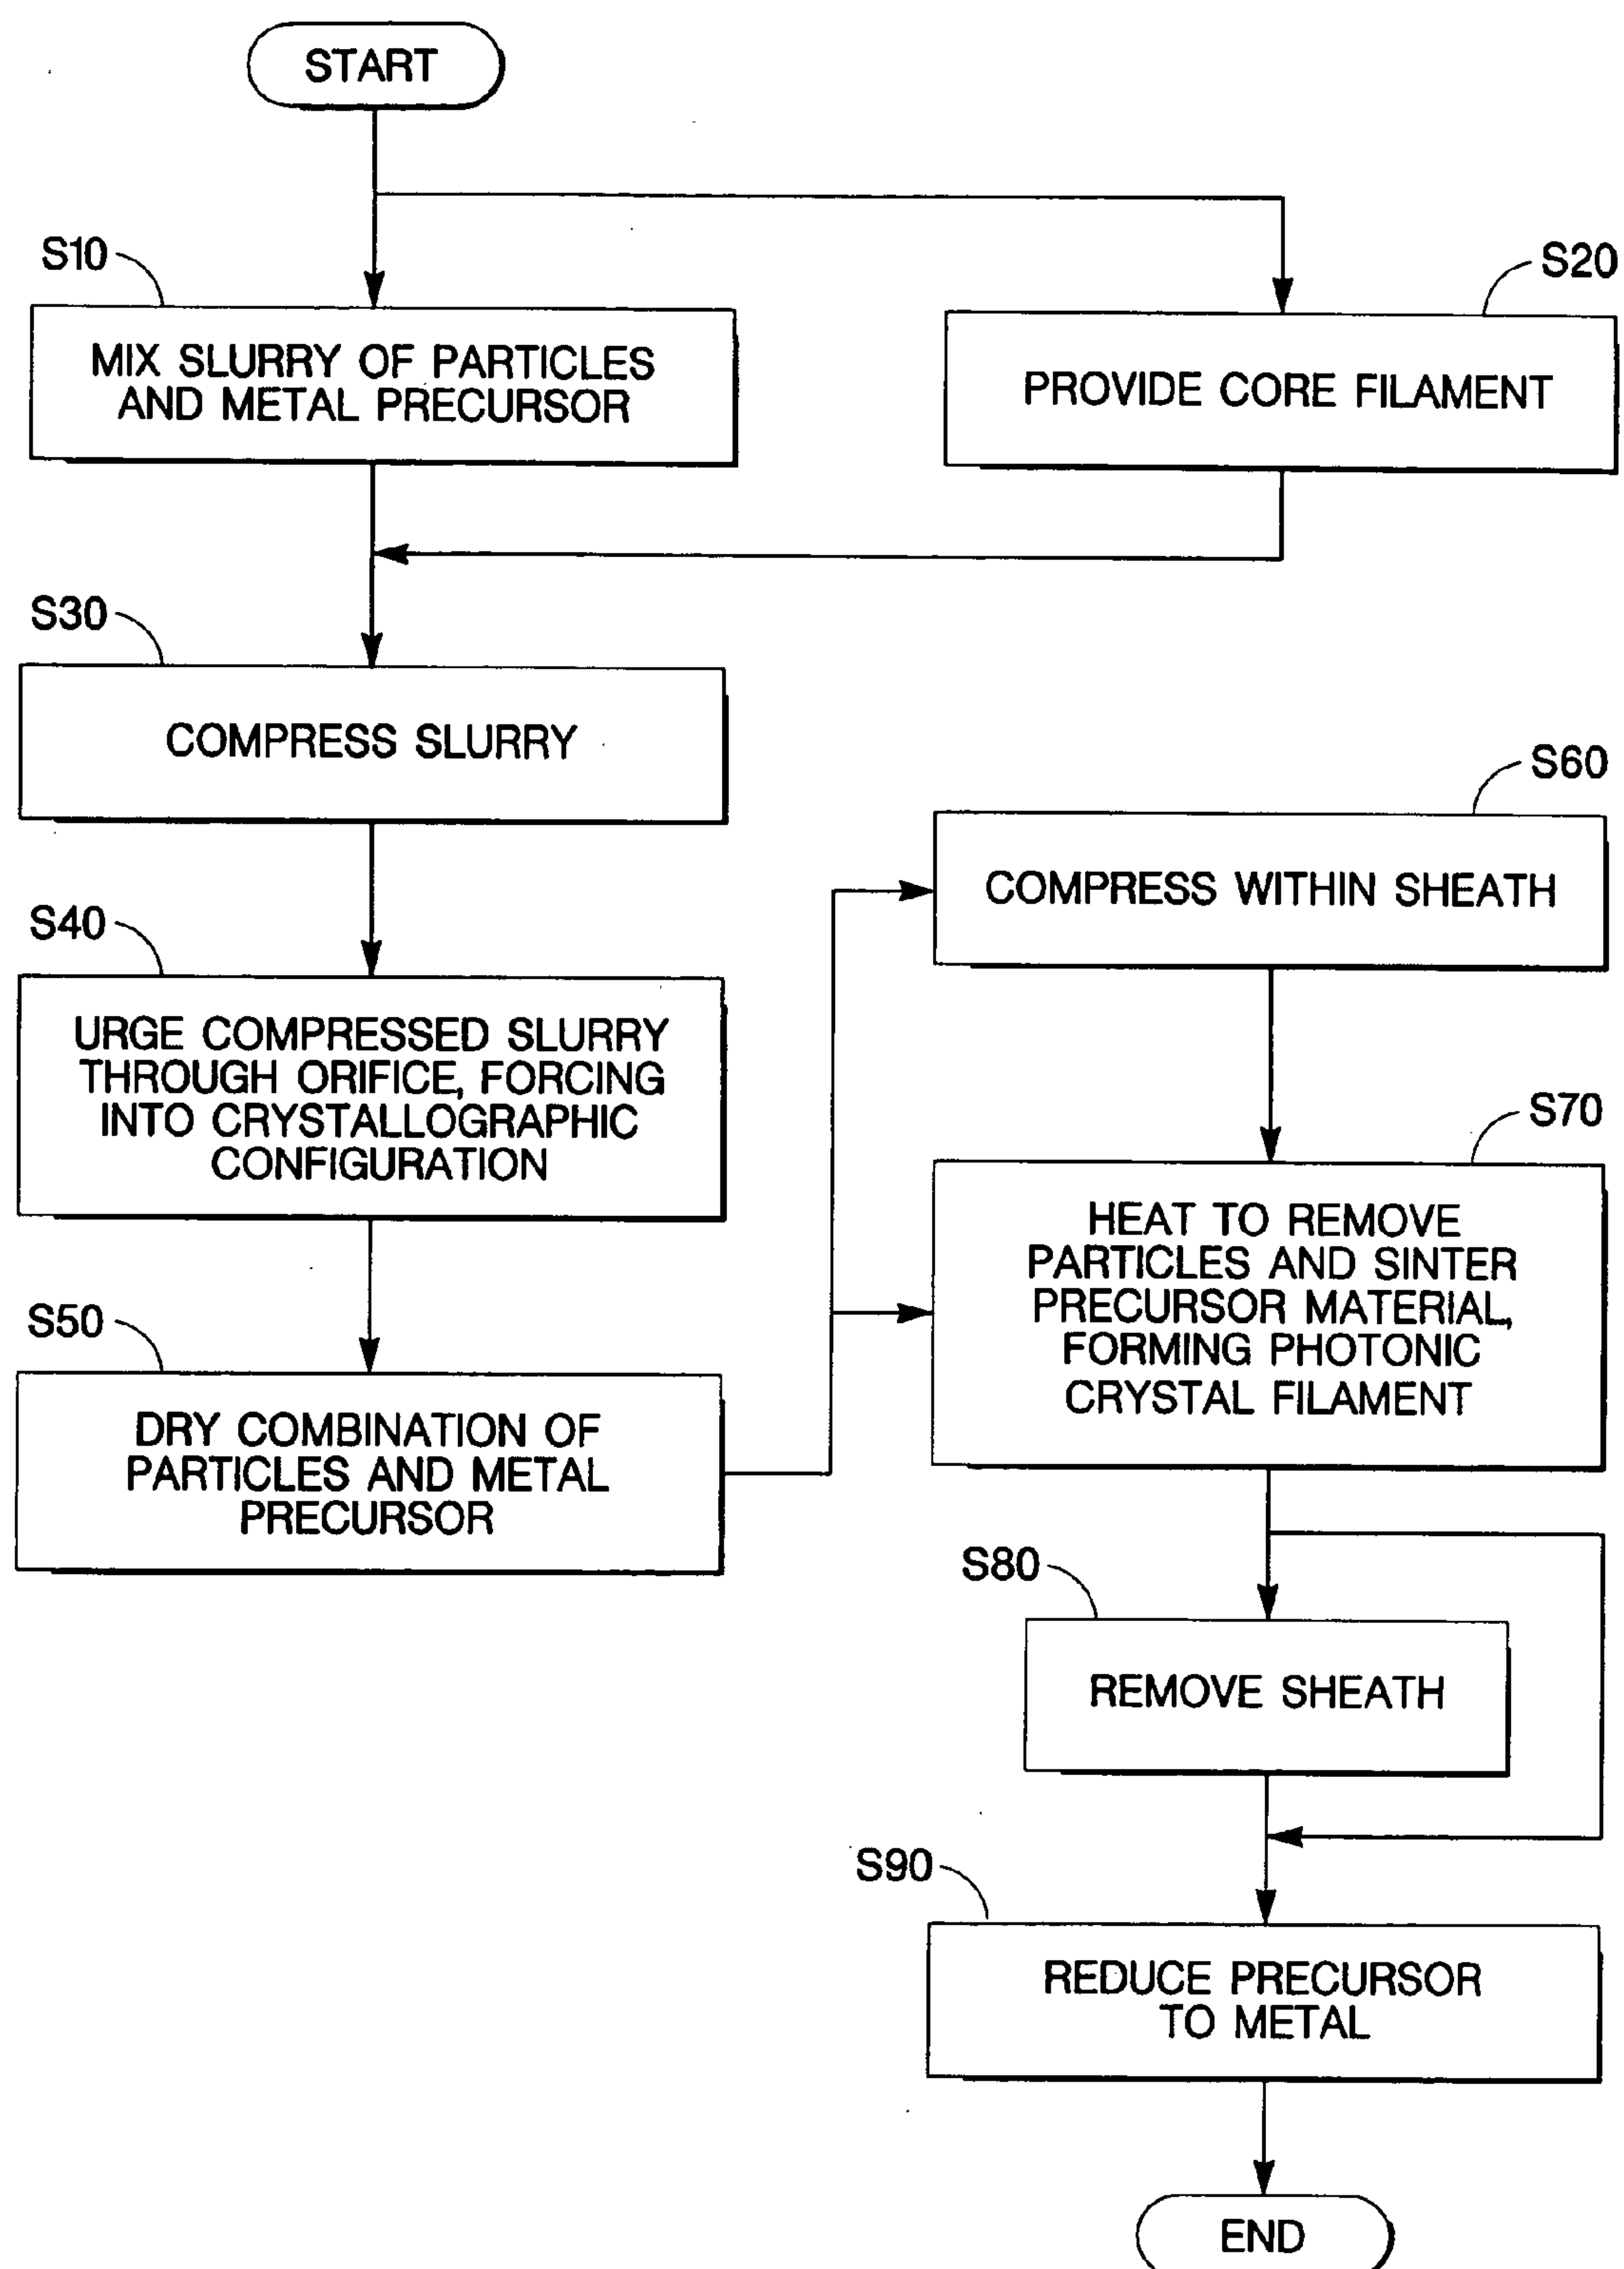 START
S10
MIX SLURRY OF PARTICLES
AND METAL PRECURSOR
S20
PROVIDE CORE FILAMENT
S30
COMPRESS SLURRY
S40
URGE COMPRESSED SLURRY
THROUGH ORIFICE, FORCING
INTO CRYSTALLOGRAPHIC
CONFIGURATION
S50
DRY COMBINATION OF
PARTICLES AND METAL
PRECURSOR
S60
COMPRESS WITHIN SHEATH
S70
HEAT TO REMOVE
PARTICLES AND SINTER
PRECURSOR MATERIAL,
FORMING PHOTONIC
CRYSTAL FILAMENT
S80
REMOVE SHEATH
S90
REDUCE PRECURSOR
TO METAL
END